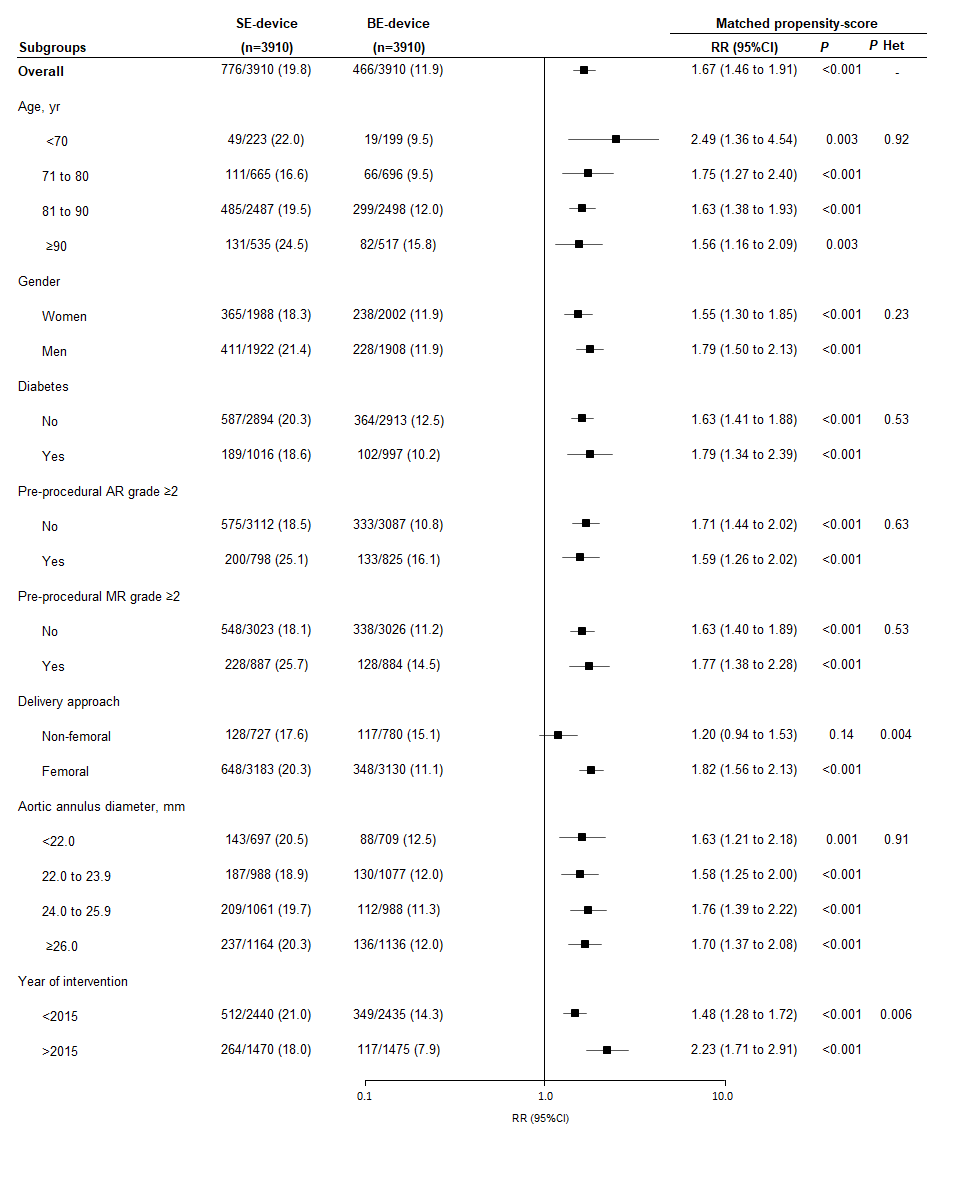 SE-device BE-device Matched propensity-score
Subgroups (n=3910) (n=3910) RR (95%CI) P P Het
Overall 776/3910 (19.8) 466/3910 (11.9) 1.67 (1.46 to 1.91) <0.001 -
Age, yr
<70 49/223 (22.0) 19/199 (9.5) 2.49 (1.36 to 4.54) 0.003 0.92
71 to 80 111/665 (16.6) 66/696 (9.5) 1.75 (1.27 to 2.40) <0.001
81 to 90 485/2487 (19.5) 299/2498 (12.0) 1.63 (1.38 to 1.93) <0.001
≥90 131/535 (24.5) 82/517 (15.8) 1.56 (1.16 to 2.09) 0.003
Gender
Women 365/1988 (18.3) 238/2002 (11.9) 1.55 (1.30 to 1.85) <0.001 0.23
Men 411/1922 (21.4) 228/1908 (11.9) 1.79 (1.50 to 2.13) <0.001
Diabetes
No 587/2894 (20.3) 364/2913 (12.5) 1.63 (1.41 to 1.88) <0.001 0.53
Yes 189/1016 (18.6) 102/997 (10.2) 1.79 (1.34 to 2.39) <0.001
Pre-procedural AR grade ≥2
No 575/3112 (18.5) 333/3087 (10.8) 1.71 (1.44 to 2.02) <0.001 0.63
Yes 200/798 (25.1) 133/825 (16.1) 1.59 (1.26 to 2.02) <0.001
Pre-procedural MR grade ≥2
No 548/3023 (18.1) 338/3026 (11.2) 1.63 (1.40 to 1.89) <0.001 0.53
Yes 228/887 (25.7) 128/884 (14.5) 1.77 (1.38 to 2.28) <0.001
Delivery approach
Non-femoral 128/727 (17.6) 117/780 (15.1) 1.20 (0.94 to 1.53) 0.14 0.004
Femoral 648/3183 (20.3) 348/3130 (11.1) 1.82 (1.56 to 2.13) <0.001
Aortic annulus diameter, mm
<22.0 143/697 (20.5) 88/709 (12.5) 1.63 (1.21 to 2.18) 0.001 0.91
22.0 to 23.9 187/988 (18.9) 130/1077 (12.0) 1.58 (1.25 to 2.00) <0.001
24.0 to 25.9 209/1061 (19.7) 112/988 (11.3) 1.76 (1.39 to 2.22) <0.001
≥26.0 237/1164 (20.3) 136/1136 (12.0) 1.70 (1.37 to 2.08) <0.001
Year of intervention
<2015 512/2440 (21.0) 349/2435 (14.3) 1.48 (1.28 to 1.72) <0.001 0.006
>2015 264/1470 (18.0) 117/1475 (7.9) 2.23 (1.71 to 2.91) <0.001
0.1 1.0 10.0
RR (95%CI)